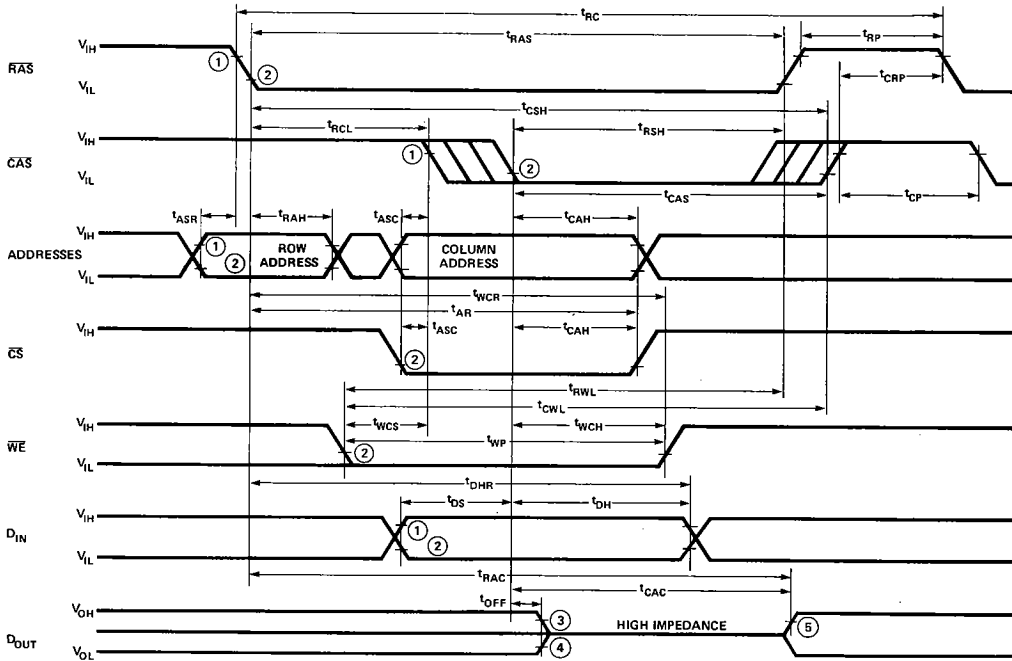 tRC
tRAS tRP
VIH
RAS ① ②
VIL
tCRP
tCSH
tRCL tRSH
VIH
CAS ① ②
VIL
tCAS tCP
tASR tRAH tASC tCAH
VIH
ADDRESSES ① ② ROW ADDRESS COLUMN ADDRESS
VIL
tWCR
tAR
tASC tCAH
VIH
CS ②
VIL
tRWL
tCWL
tWCS tWCH
VIH
tWP
WE ②
VIL
tDHR
tDS tDH
VIH
DIN ① ②
VIL
tRAC
tCAC
tOFF
VOH
③ HIGH IMPEDANCE ⑤
DOUT ④
VOL